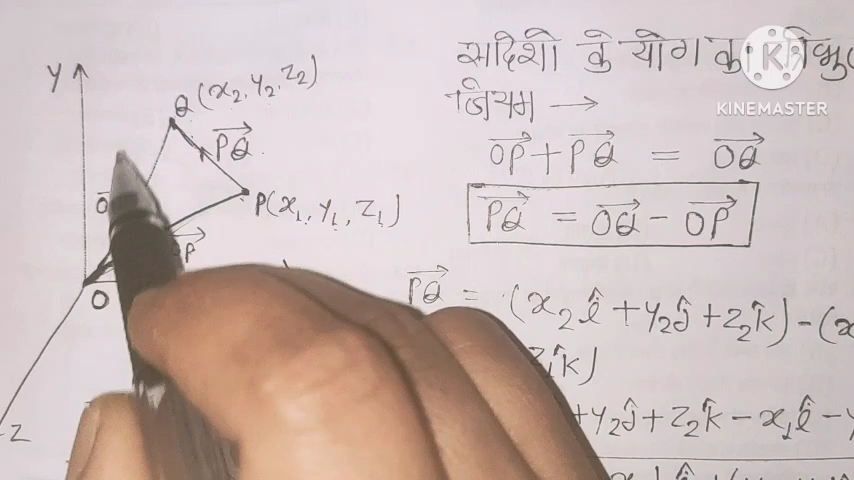 Y
Q (x₂, y₂, z₂)
PQ⃗
P(x₁, y₁, z₁)
O
Z
सदिशो के योग का
नियम →
OP⃗ + PQ⃗ = OQ⃗
PQ⃗ = OQ⃗ - OP⃗
PQ⃗ = (x₂î + y₂ĵ + z₂k̂) - (x
z₁k̂)
+ y₂ĵ + z₂k̂ - x₁î - y
K
KINEMASTER